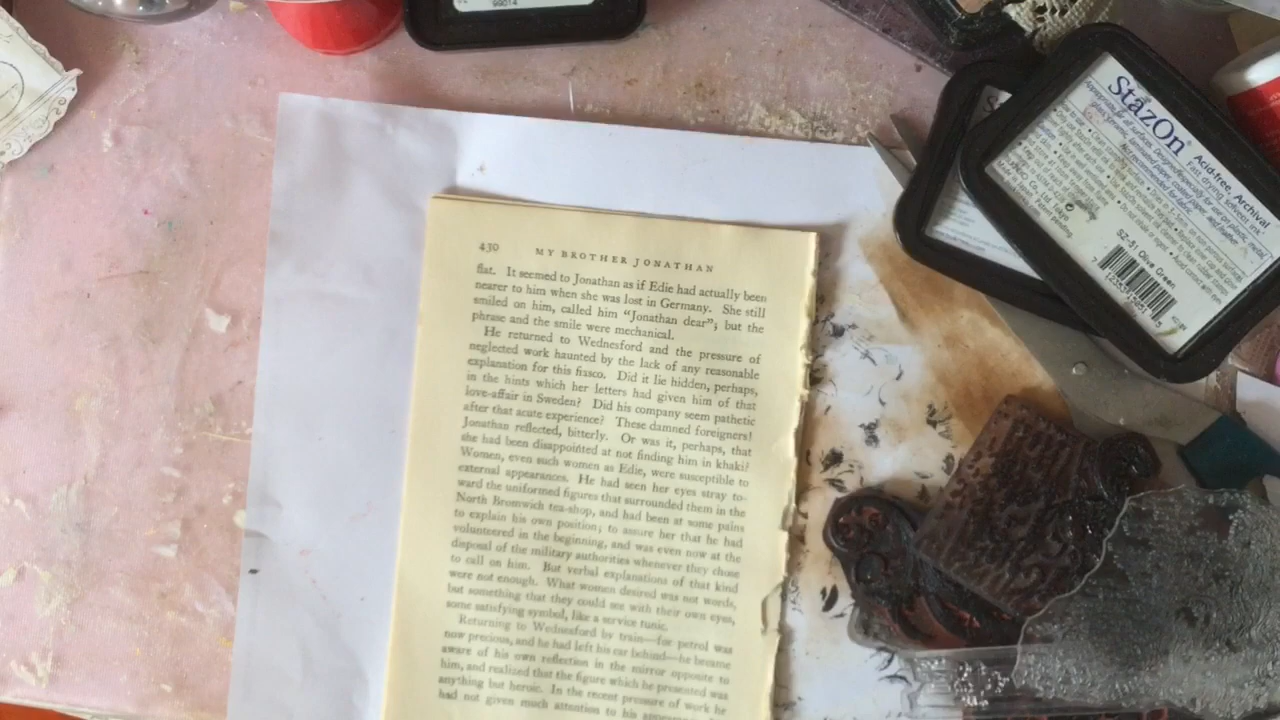 99014
430 MY BROTHER JONATHAN
flat. It seemed to Jonathan as if Edie had actually been
nearer to him when she was lost in Germany. She still
smiled on him, called him "Jonathan dear"; but the
phrase and the smile were mechanical.
He returned to Wednesford and the pressure of
neglected work haunted by the lack of any reasonable
explanation for this fiasco. Did it lie hidden, perhaps,
in the hints which her letters had given him of that
love-affair in Sweden? Did his company seem pathetic
after that acute experience? These damned foreigners!
Jonathan reflected, bitterly. Or was it, perhaps, that
she had been disappointed at not finding him in khaki?
Women, even such women as Edie, were susceptible to
external appearances. He had seen her eyes stray to-
ward the uniformed figures that surrounded them in the
North Bromwich tea-shop, and had been at some pains
to explain his own position; to assure her that he had
volunteered in the beginning, and was even now at the
disposal of the military authorities whenever they chose
to call on him. But verbal explanations of that kind
were not enough. What women desired was not words,
but something that they could see with their own eyes,
some satisfying symbol, like a service tunic.
Returning to Wednesford by train—for petrol was
now precious, and he had left his car behind—he became
aware of his own reflection in the mirror opposite to
him, and realized that the figure which he presented was
anything but heroic. In the recent pressure of work he
had not given much attention to his
StazOn
Acid-free, Archival
Fast drying, solvent ink
SZ-51 Olive Green